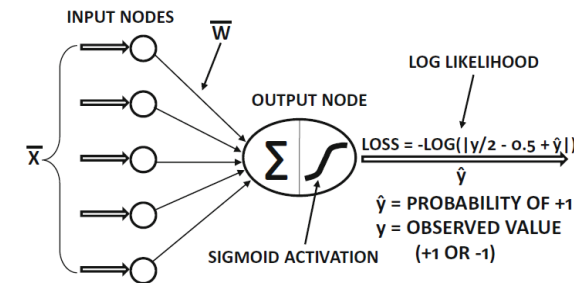 INPUT NODES
W
LOG LIKELIHOOD
OUTPUT NODE
X
∑
LOSS = -LOG(|y/2 - 0.5 + ŷ|)
ŷ
ŷ = PROBABILITY OF +1
y = OBSERVED VALUE
(+1 OR -1)
SIGMOID ACTIVATION